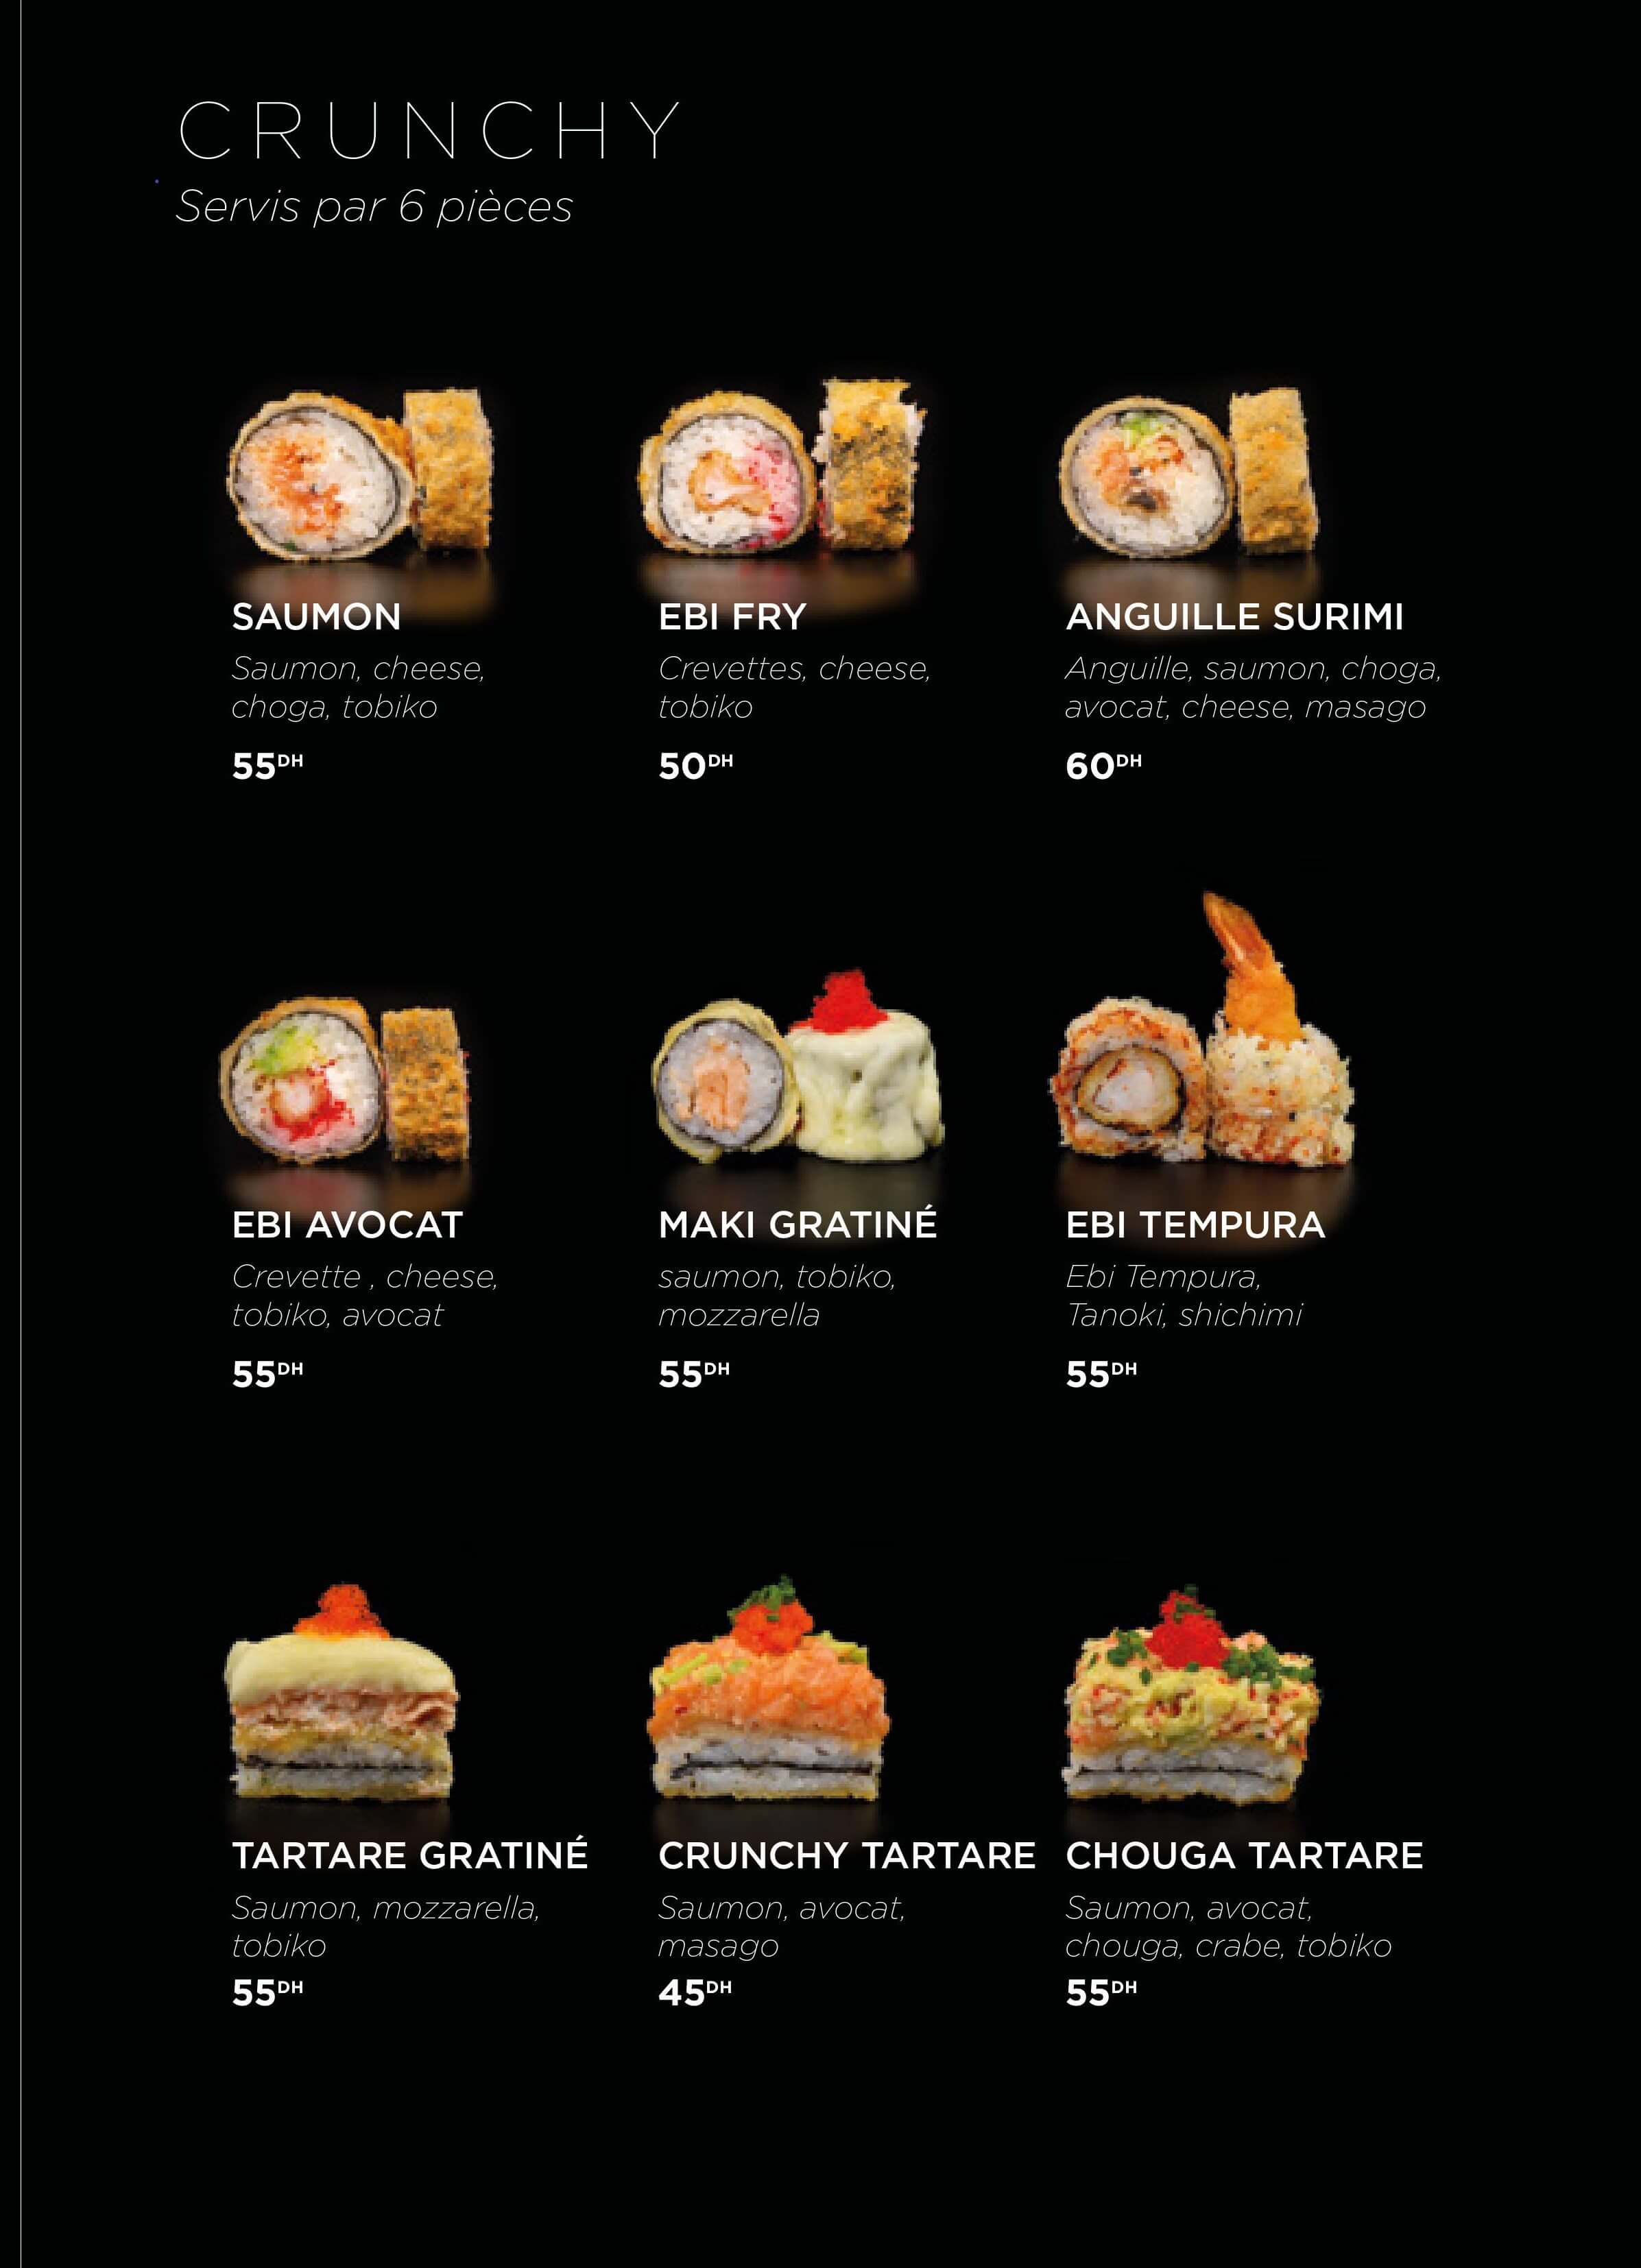 CRUNCHY
Servis par 6 pièces
SAUMON
Saumon, cheese,
choga, tobiko
55DH
EBI FRY
Crevettes, cheese,
tobiko
50DH
ANGUILLE SURIMI
Anguille, saumon, choga,
avocat, cheese, masago
60DH
EBI AVOCAT
Crevette , cheese,
tobiko, avocat
55DH
MAKI GRATINÉ
saumon, tobiko,
mozzarella
55DH
EBI TEMPURA
Ebi Tempura,
Tanoki, shichimi
55DH
TARTARE GRATINÉ
Saumon, mozzarella,
tobiko
55DH
CRUNCHY TARTARE
Saumon, avocat,
masago
45DH
CHOUGA TARTARE
Saumon, avocat,
chouga, crabe, tobiko
55DH